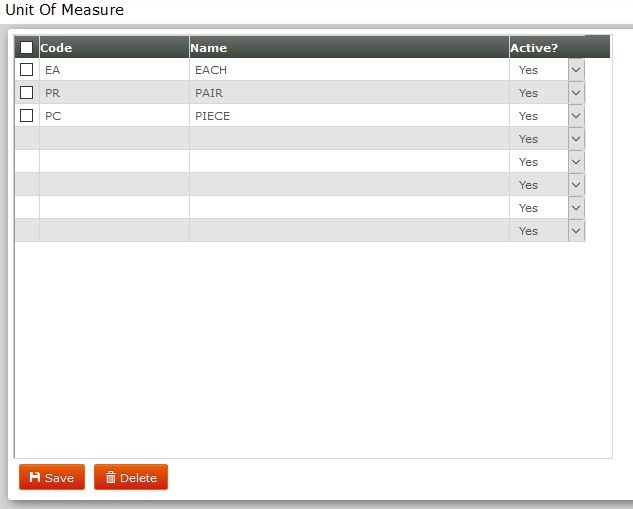 Unit Of Measure
Code Name Active?
EA EACH Yes
PR PAIR Yes
PC PIECE Yes
Yes
Yes
Yes
Yes
Yes
Save Delete